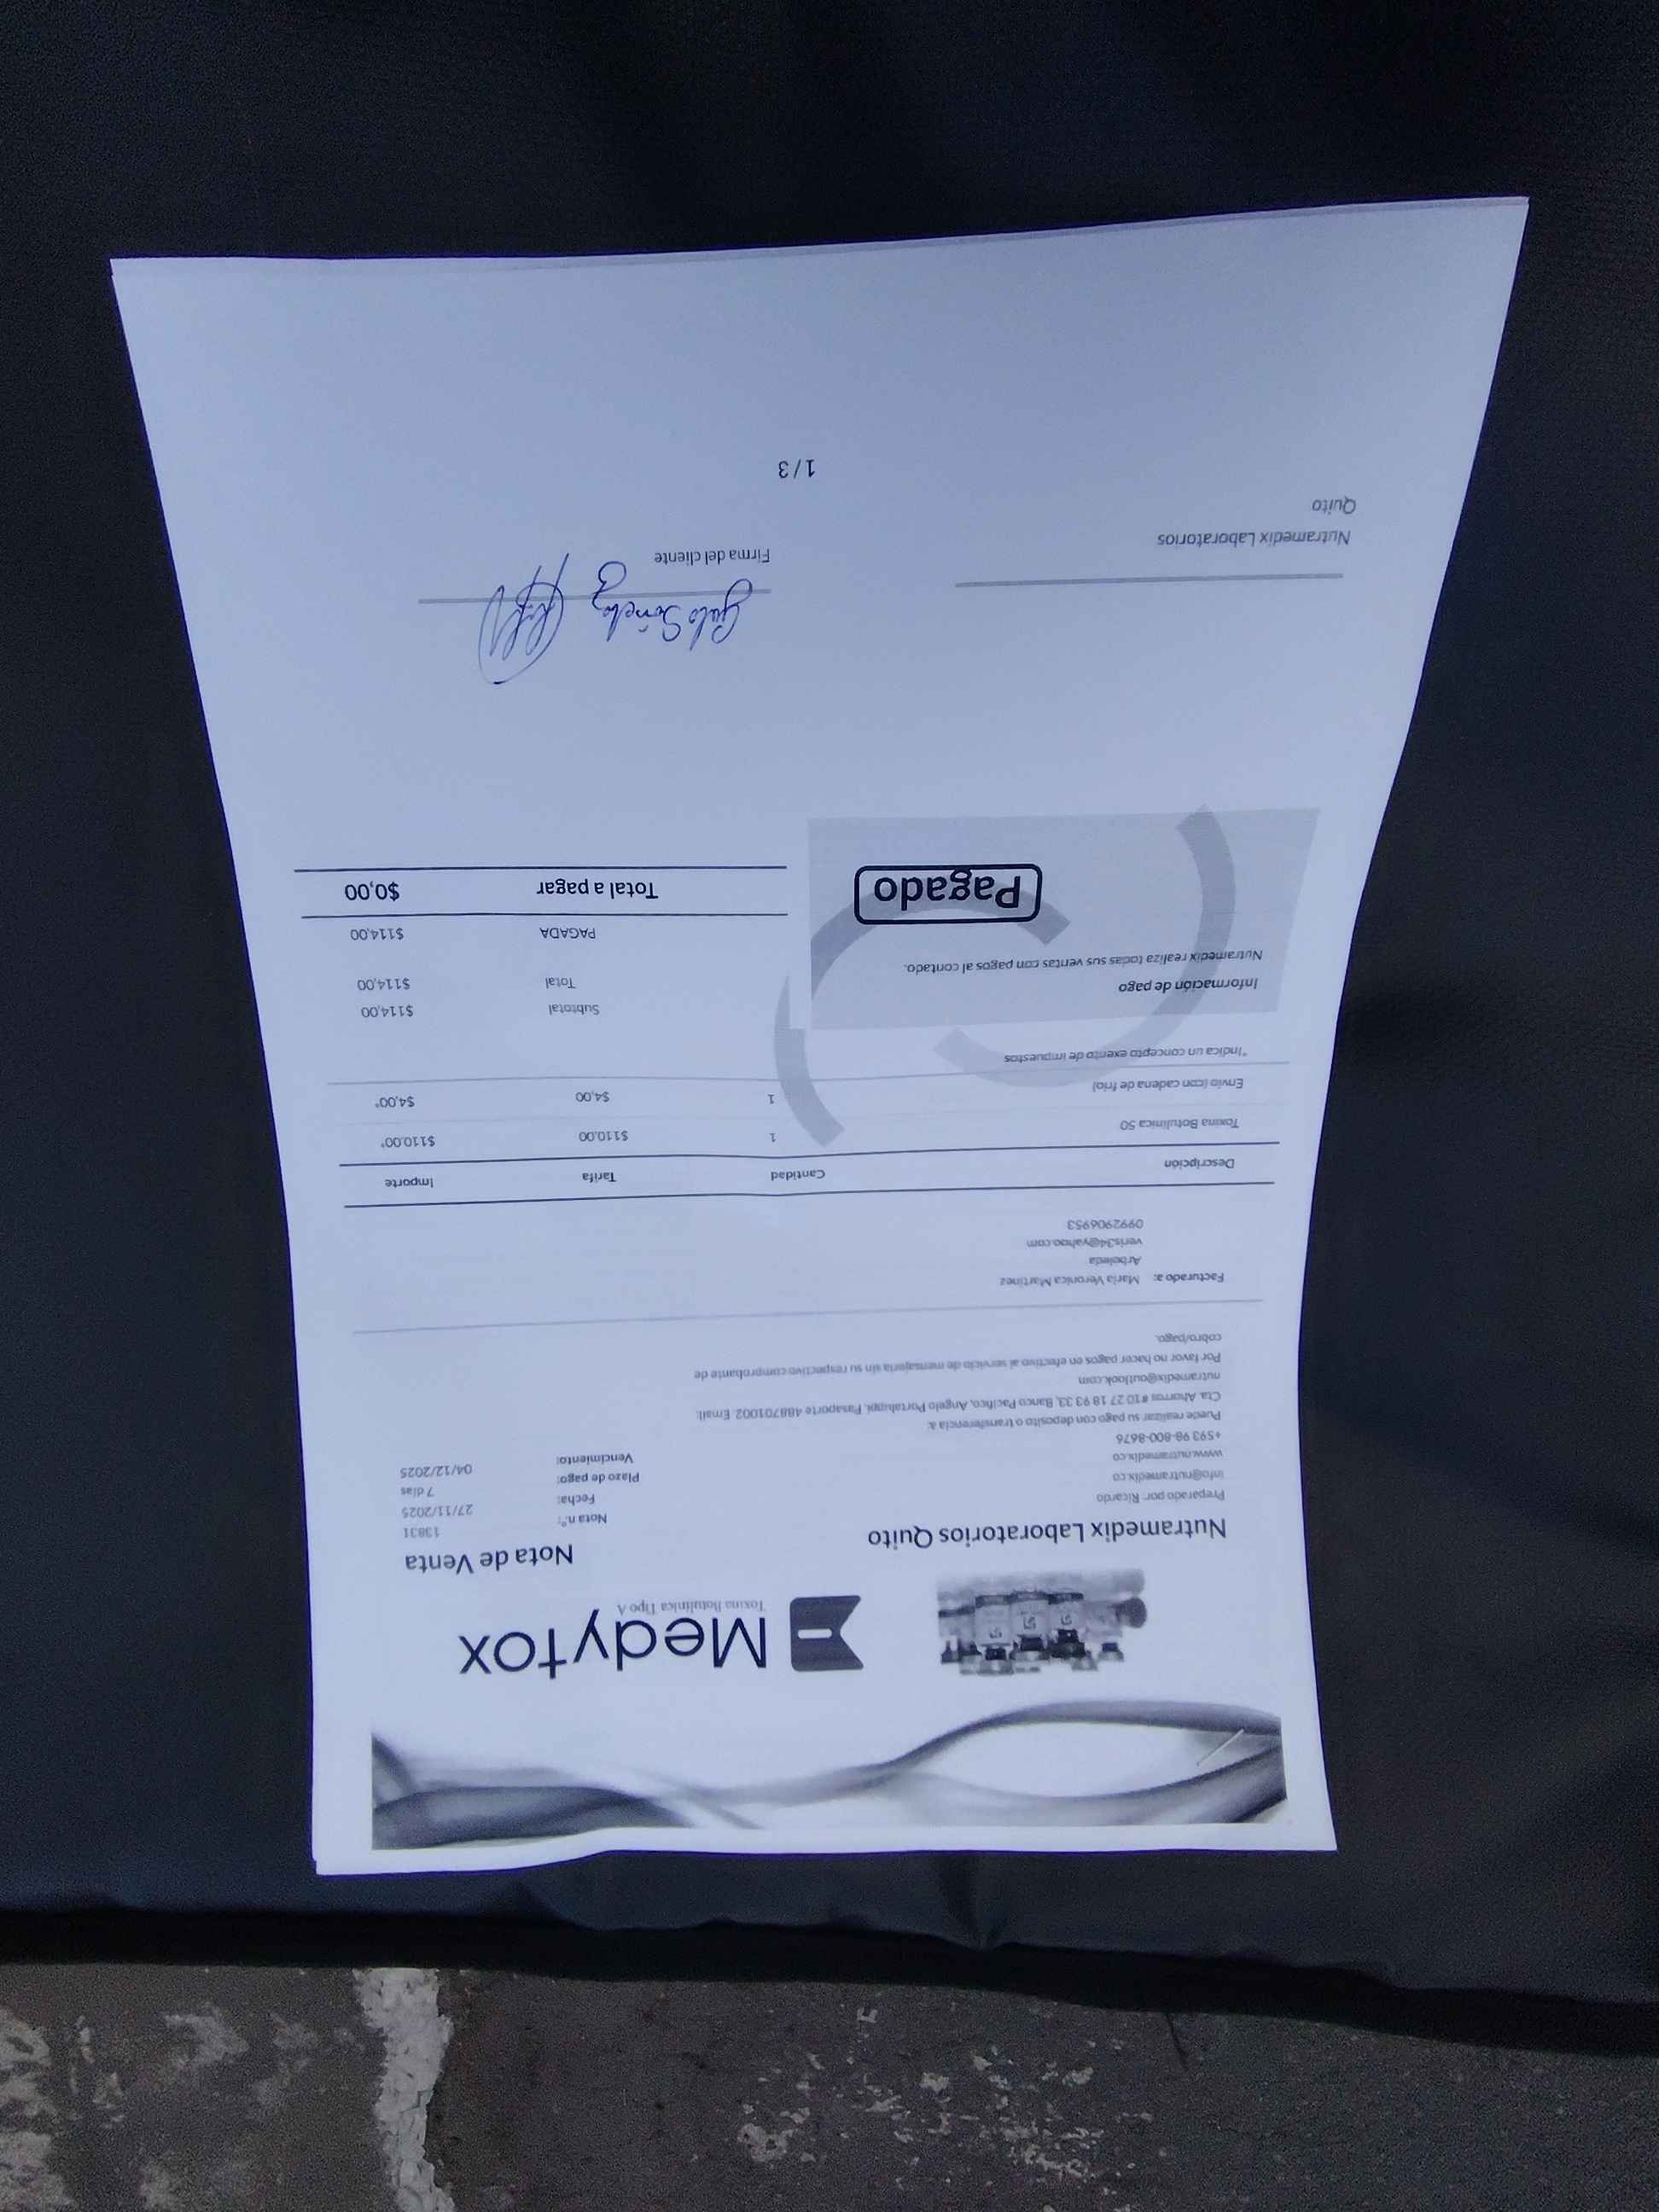 Medytox
Toxina Botulínica Tipo A
Nutramedix Laboratorios Quito
Nota de Venta
Preparado por: Ricardo
info@nutramedix.co
www.nutramedix.co
+593 98-800-8676
Puede realizar su pago con deposito o transferencia a:
Cta. Ahorros #10 27 18 93 33, Banco Pacifico, Angelo Portaluppi, Pasaporte 488701002 Email:
nutramedix@outlook.com
Por favor no hacer pagos en efectivo al servicio de mensajeria sin su respectivo comprobante de
cobro/pago.
Nota n.º: 13831
Fecha: 27/11/2025
Plazo de pago: 7 días
Vencimiento: 04/12/2025
Facturado a: Maria Veronica Martinez
Arboleda
veris34@yahoo.com
0992906953
Descripción Cantidad Tarifa Importe
Toxina Botulinica 50 1 $110,00 $110,00*
Envío (con cadena de frío) 1 $4,00 $4,00*
*Indica un concepto exento de impuestos
Información de pago
Nutramedix realiza todas sus ventas con pagos al contado.
Pagado
Subtotal $114,00
Total $114,00
PAGADA $114,00
Total a pagar $0,00
Nutramedix Laboratorios
Quito
Firma del cliente
1 / 3